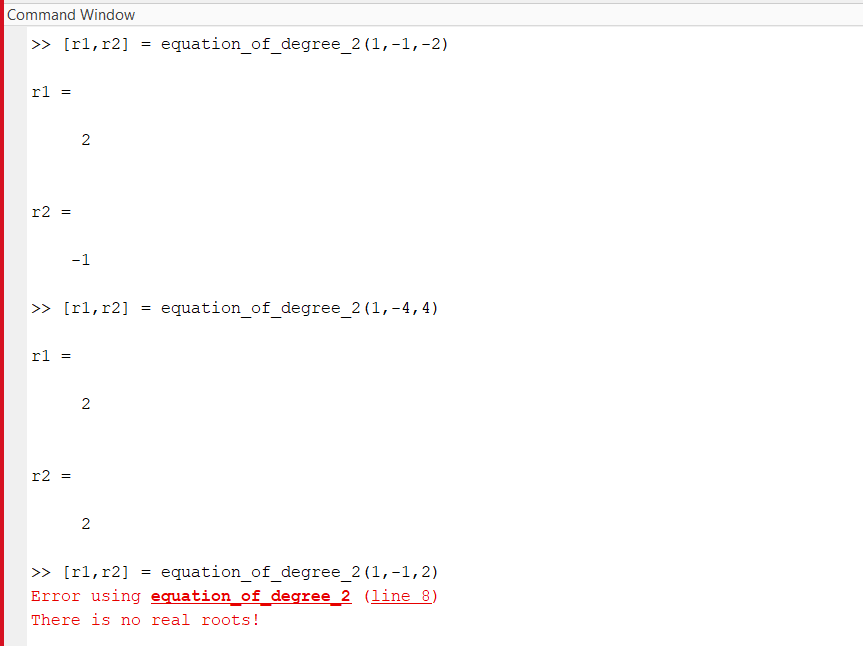 Command Window
>> [r1,r2] = equation_of_degree_2(1,-1,-2)
r1 =
2
r2 =
-1
>> [r1,r2] = equation_of_degree_2(1,-4,4)
r1 =
2
r2 =
2
>> [r1,r2] = equation_of_degree_2(1,-1,2)
Error using equation_of_degree_2 (line 8)
There is no real roots!